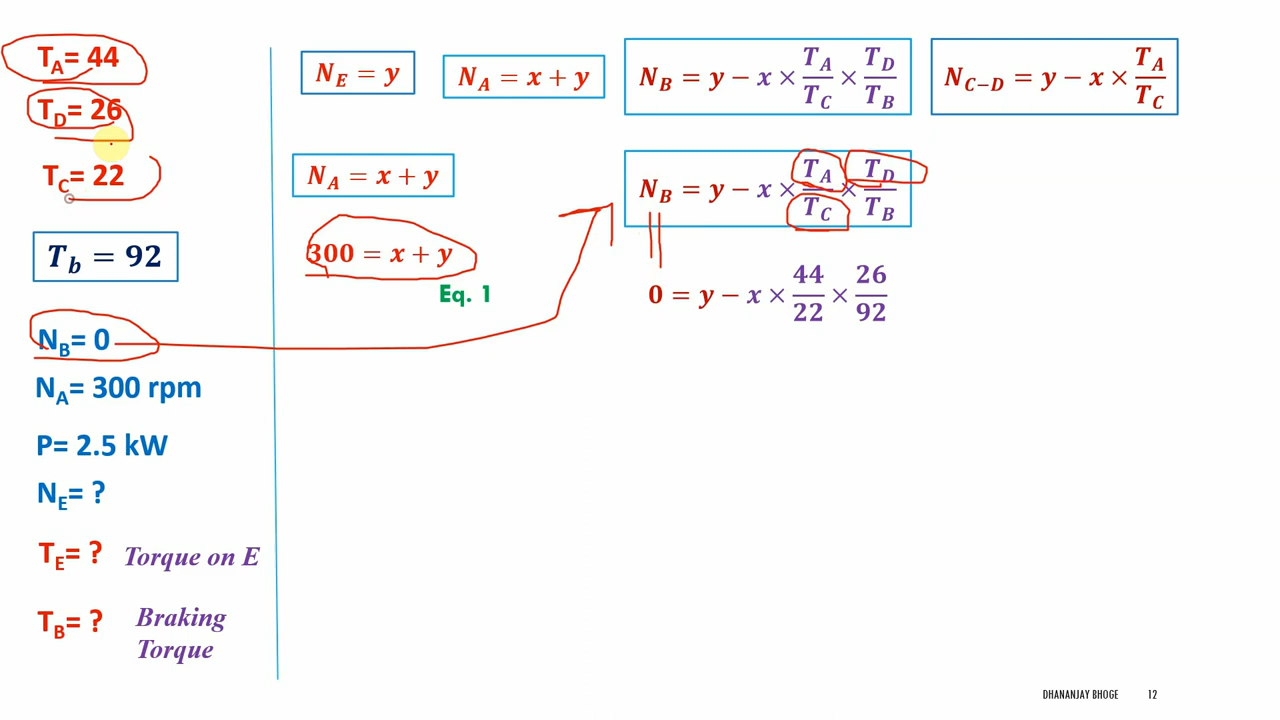 T_A= 44
T_D= 26
T_C= 22
T_b = 92
N_B= 0
N_A= 300 rpm
P= 2.5 kW
N_E= ?
T_E= ? Torque on E
T_B= ? Braking
Torque
N_E = y
N_A = x + y
N_B = y − x × T_A/T_C × T_D/T_B
N_{C−D} = y − x × T_A/T_C
N_A = x + y
300 = x + y
Eq. 1
N_B = y − x × T_A/T_C × T_D/T_B
0 = y − x × 44/22 × 26/92
DHANANJAY BHOGE 12